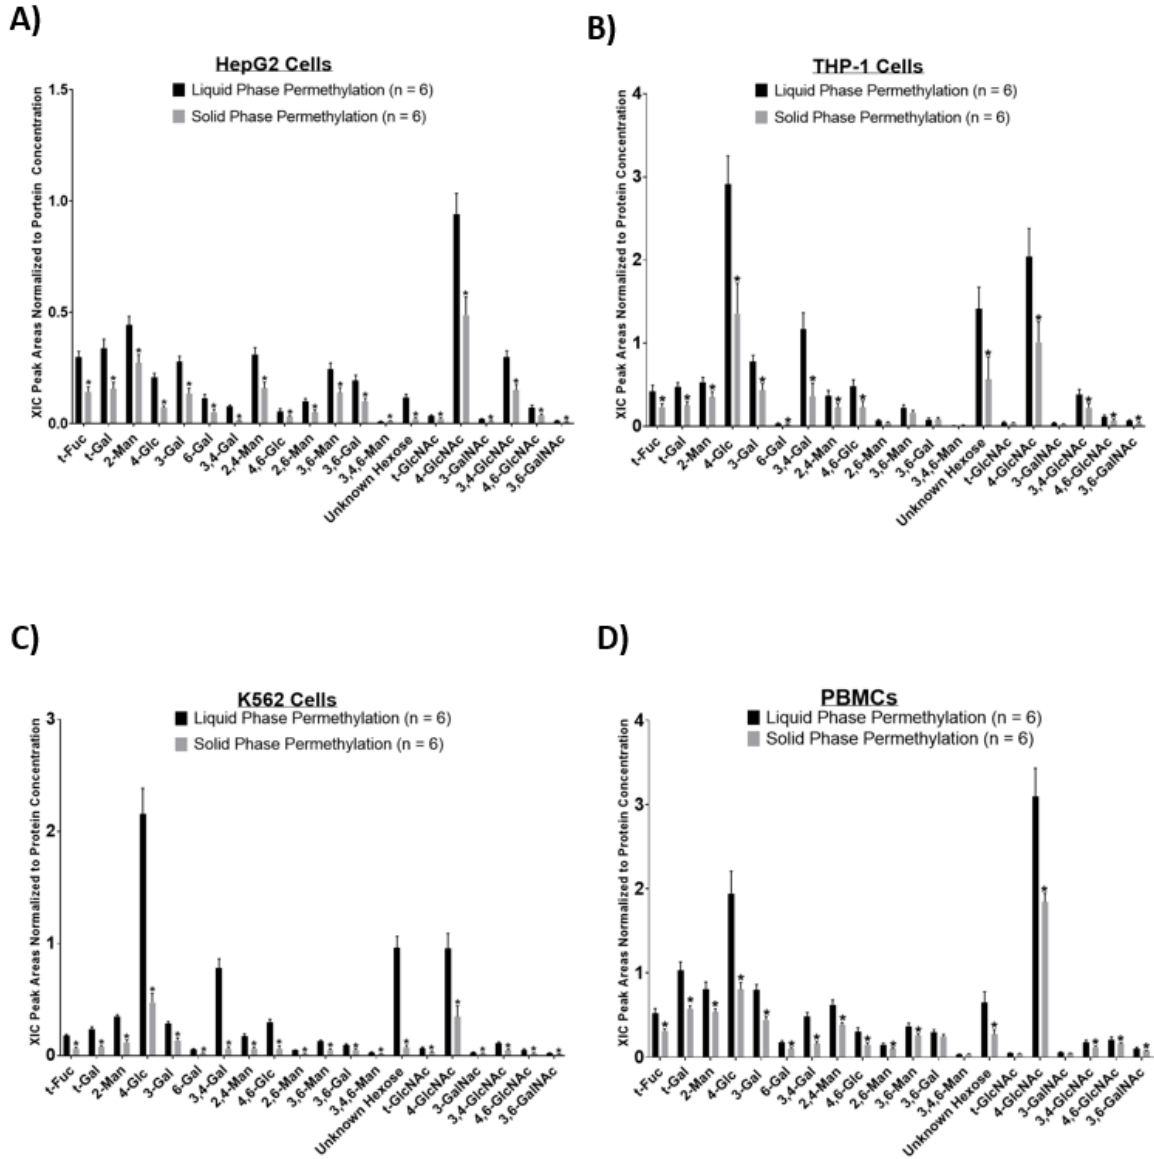 A)
HepG2 Cells
Liquid Phase Permethylation (n = 6)
Solid Phase Permethylation (n = 6)
XIC Peak Areas Normalized to Portein Concentration
1.5
1.0
0.5
0.0
t-Fuc
t-Gal
2-Man
4-Glc
3-Gal
6-Gal
3,4-Gal
2,4-Man
4,6-Glc
2,6-Man
3,6-Man
3,6-Gal
3,4,6-Man
Unknown Hexose
t-GlcNAc
4-GlcNAc
3-GalNAc
3,4-GlcNAc
4,6-GlcNAc
3,6-GalNAc
B)
THP-1 Cells
Liquid Phase Permethylation (n = 6)
Solid Phase Permethylation (n = 6)
XIC Peak Areas Normalized to Protein Concentration
4
3
2
1
0
t-Fuc
t-Gal
2-Man
4-Glc
3-Gal
6-Gal
3,4-Gal
2,4-Man
4,6-Glc
2,6-Man
3,6-Man
3,6-Gal
3,4,6-Man
Unknown Hexose
t-GlcNAc
4-GlcNAc
3-GalNAc
3,4-GlcNAc
4,6-GlcNAc
3,6-GalNAc
C)
K562 Cells
Liquid Phase Permethylation (n = 6)
Solid Phase Permethylation (n = 6)
XIC Peak Areas Normalized to Protein Concentration
3
2
1
0
t-Fuc
t-Gal
2-Man
4-Glc
3-Gal
6-Gal
3,4-Gal
2,4-Man
4,6-Glc
2,6-Man
3,6-Man
3,6-Gal
3,4,6-Man
Unknown Hexose
t-GlcNAc
4-GlcNAc
3-GalNac
3,4-GlcNAc
4,6-GlcNAc
3,6-GalNAc
D)
PBMCs
Liquid Phase Permethylation (n = 6)
Solid Phase Permethylation (n = 6)
XIC Peak Areas Normalized to Protein Concentration
4
3
2
1
0
t-Fuc
t-Gal
2-Man
4-Glc
3-Gal
6-Gal
3,4-Gal
2,4-Man
4,6-Glc
2,6-Man
3,6-Man
3,6-Gal
3,4,6-Man
Unknown Hexose
t-GlcNAc
4-GlcNAc
3-GalNAc
3,4-GlcNAc
4,6-GlcNAc
3,6-GalNAc